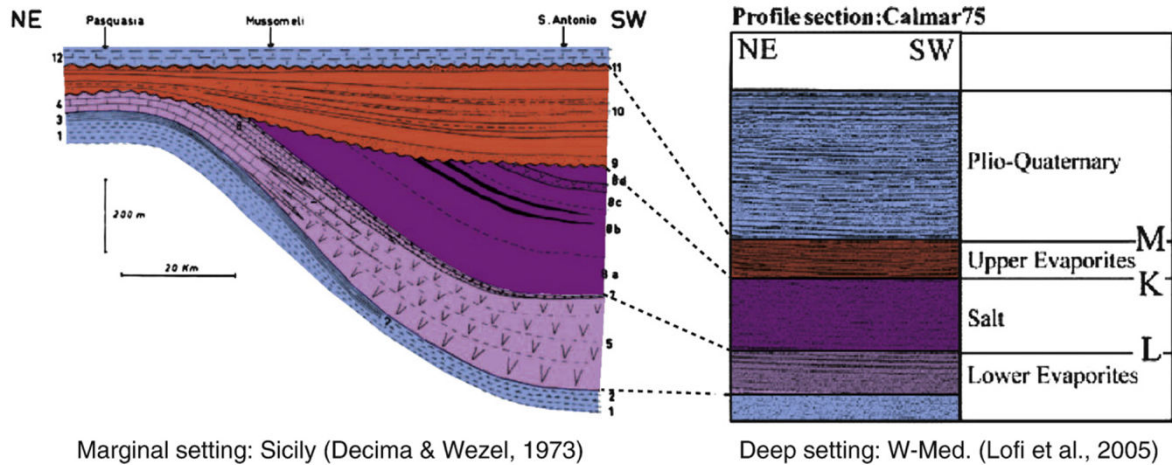 NE
Pasquasia
Mussomeli
S. Antonio
SW
12
11
10
4
3
1
9
8d
8c
8b
8a
7
6
5
?
2
1
200 m
20 Km
Marginal setting: Sicily (Decima & Wezel, 1973)
Profile section:Calmar75
NE
SW
Plio-Quaternary
M
Upper Evaporites
K
Salt
L
Lower Evaporites
Deep setting: W-Med. (Lofi et al., 2005)